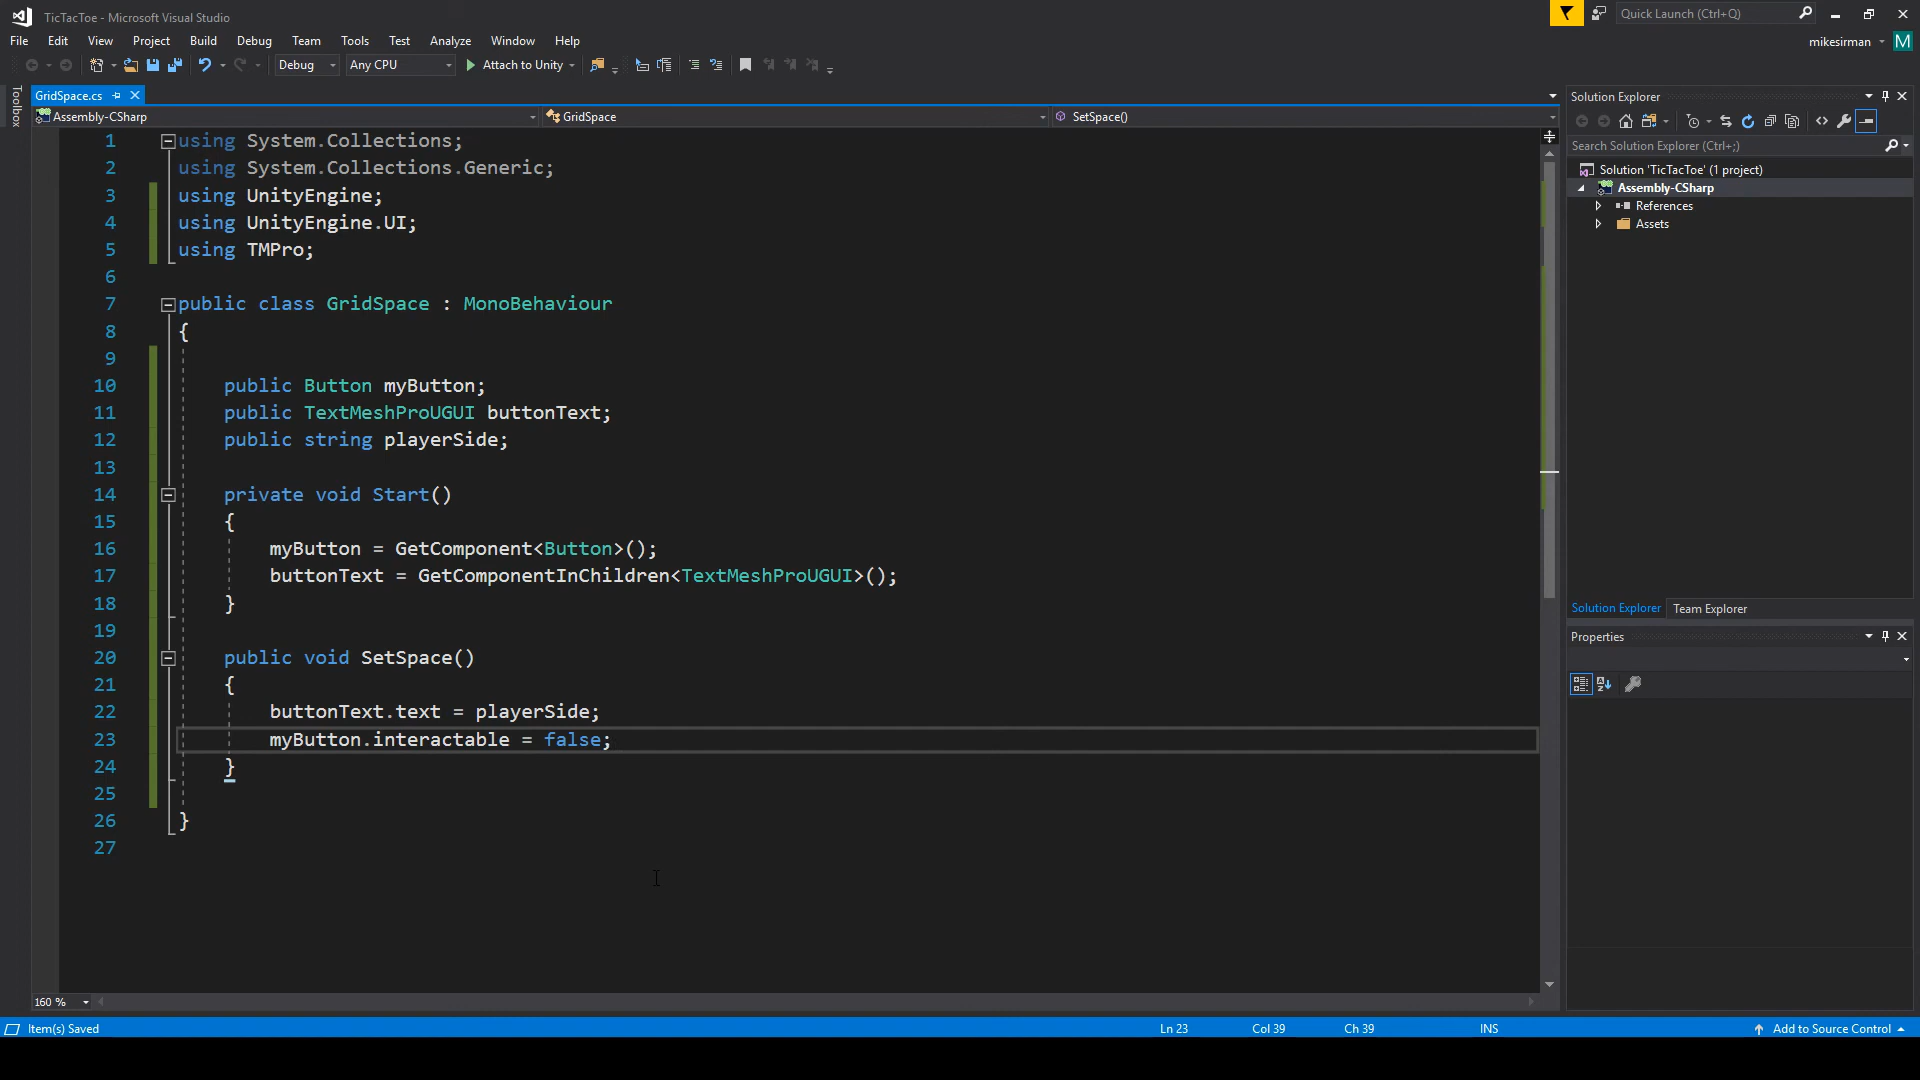 TicTacToe - Microsoft Visual Studio
Quick Launch (Ctrl+Q)
File Edit View Project Build Debug Team Tools Test Analyze Window Help
mikesirman M
Debug Any CPU Attach to Unity
Toolbox
GridSpace.cs
Assembly-CSharp GridSpace SetSpace()
1 using System.Collections;
2 using System.Collections.Generic;
3 using UnityEngine;
4 using UnityEngine.UI;
5 using TMPro;
6
7 public class GridSpace : MonoBehaviour
8 {
9
10 public Button myButton;
11 public TextMeshProUGUI buttonText;
12 public string playerSide;
13
14 private void Start()
15 {
16 myButton = GetComponent<Button>();
17 buttonText = GetComponentInChildren<TextMeshProUGUI>();
18 }
19
20 public void SetSpace()
21 {
22 buttonText.text = playerSide;
23 myButton.interactable = false;
24 }
25
26 }
27
160 %
Solution Explorer
Search Solution Explorer (Ctrl+;)
Solution 'TicTacToe' (1 project)
Assembly-CSharp
References
Assets
Solution Explorer Team Explorer
Properties
Item(s) Saved Ln 23 Col 39 Ch 39 INS Add to Source Control